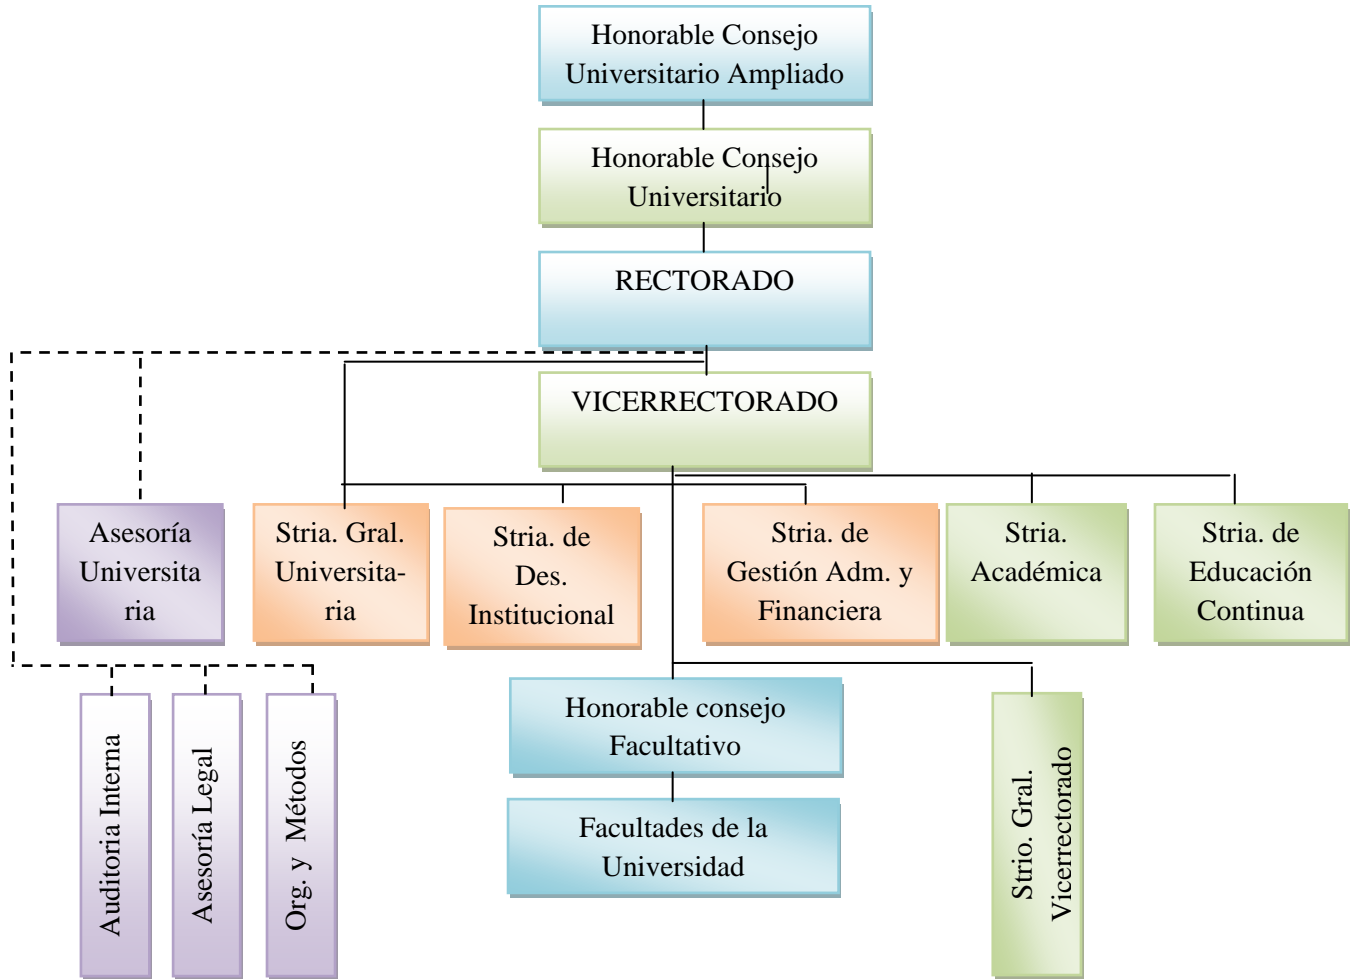 Honorable Consejo
Universitario Ampliado
Honorable Consejo
Universitario
RECTORADO
VICERRECTORADO
Asesoría
Universita
ria
Stria. Gral.
Universita-
ria
Stria. de
Des.
Institucional
Stria. de
Gestión Adm. y
Financiera
Stria.
Académica
Stria. de
Educación
Continua
Auditoria Interna
Asesoría Legal
Org. y Métodos
Honorable consejo
Facultativo
Facultades de la
Universidad
Strio. Gral.
Vicerrectorado